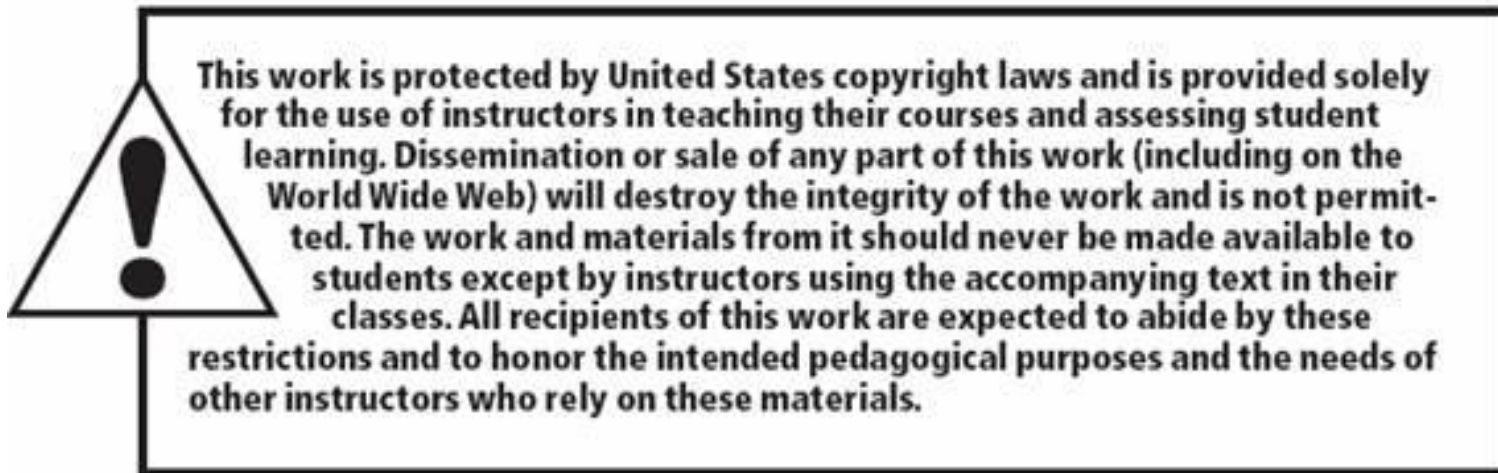 This work is protected by United States copyright laws and is provided solely
for the use of instructors in teaching their courses and assessing student
learning. Dissemination or sale of any part of this work (including on the
World Wide Web) will destroy the integrity of the work and is not permit-
ted. The work and materials from it should never be made available to
students except by instructors using the accompanying text in their
classes. All recipients of this work are expected to abide by these
restrictions and to honor the intended pedagogical purposes and the needs of
other instructors who rely on these materials.